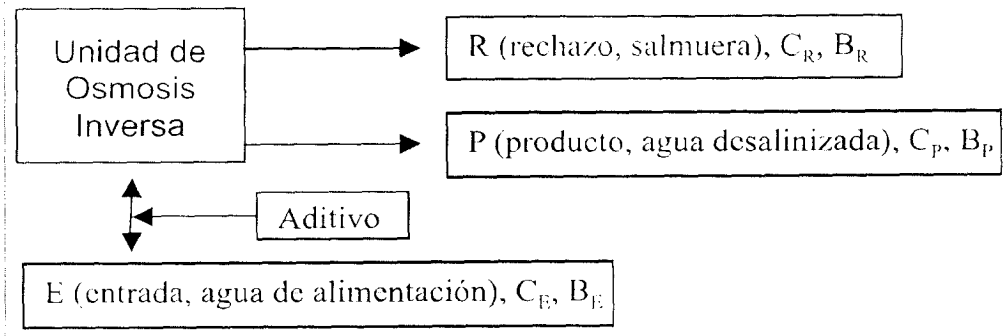 Unidad de
Osmosis
Inversa
R (rechazo, salmuera), C_R, B_R
P (producto, agua desalinizada), C_P, B_P
Aditivo
E (entrada, agua de alimentación), C_E, B_E